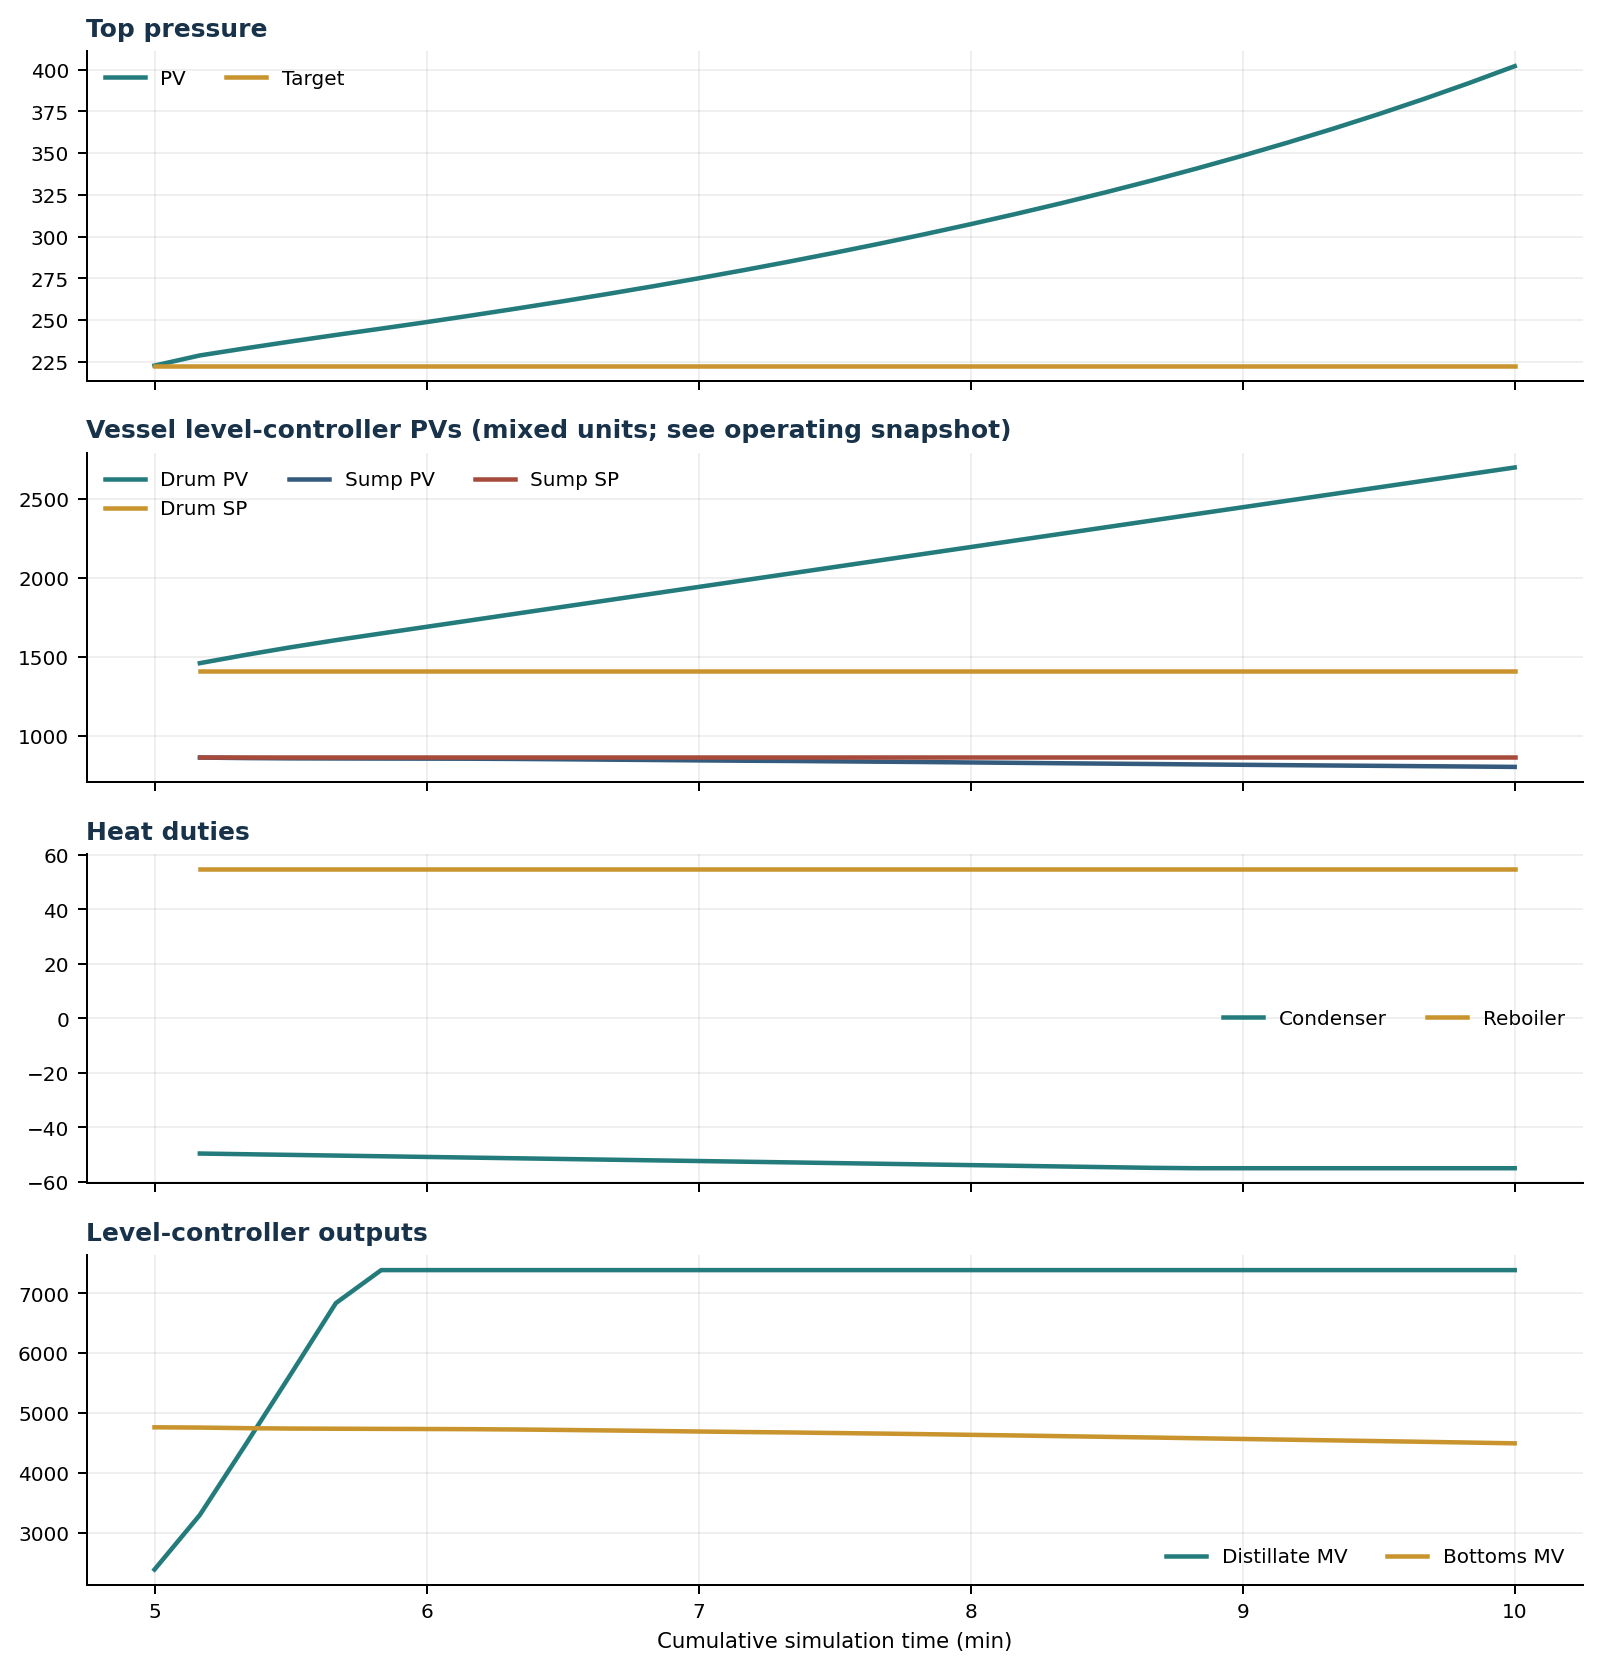 Top pressure
PV Target
400
375
350
325
300
275
250
225
Vessel level-controller PVs (mixed units; see operating snapshot)
Drum PV Sump PV Sump SP
Drum SP
2500
2000
1500
1000
Heat duties
60
40
20
0
−20
−40
−60
Condenser Reboiler
Level-controller outputs
7000
6000
5000
4000
3000
Distillate MV Bottoms MV
5 6 7 8 9 10
Cumulative simulation time (min)